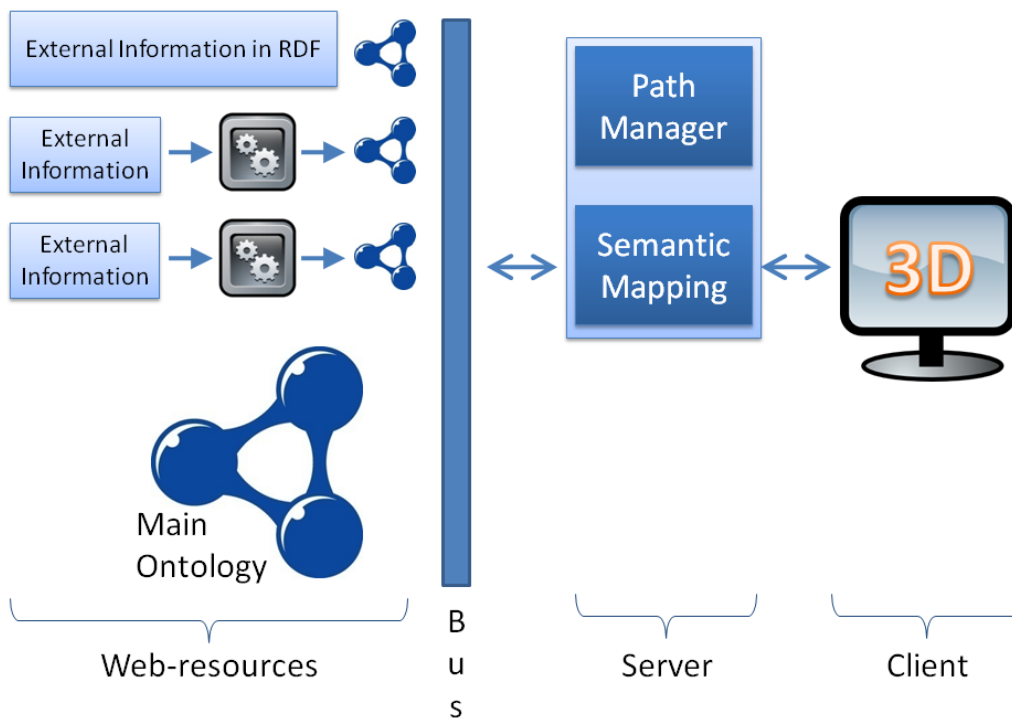 External Information in RDF
External
Information
External
Information
Main
Ontology
Path
Manager
Semantic
Mapping
3D
Web-resources
B
u
s
Server
Client